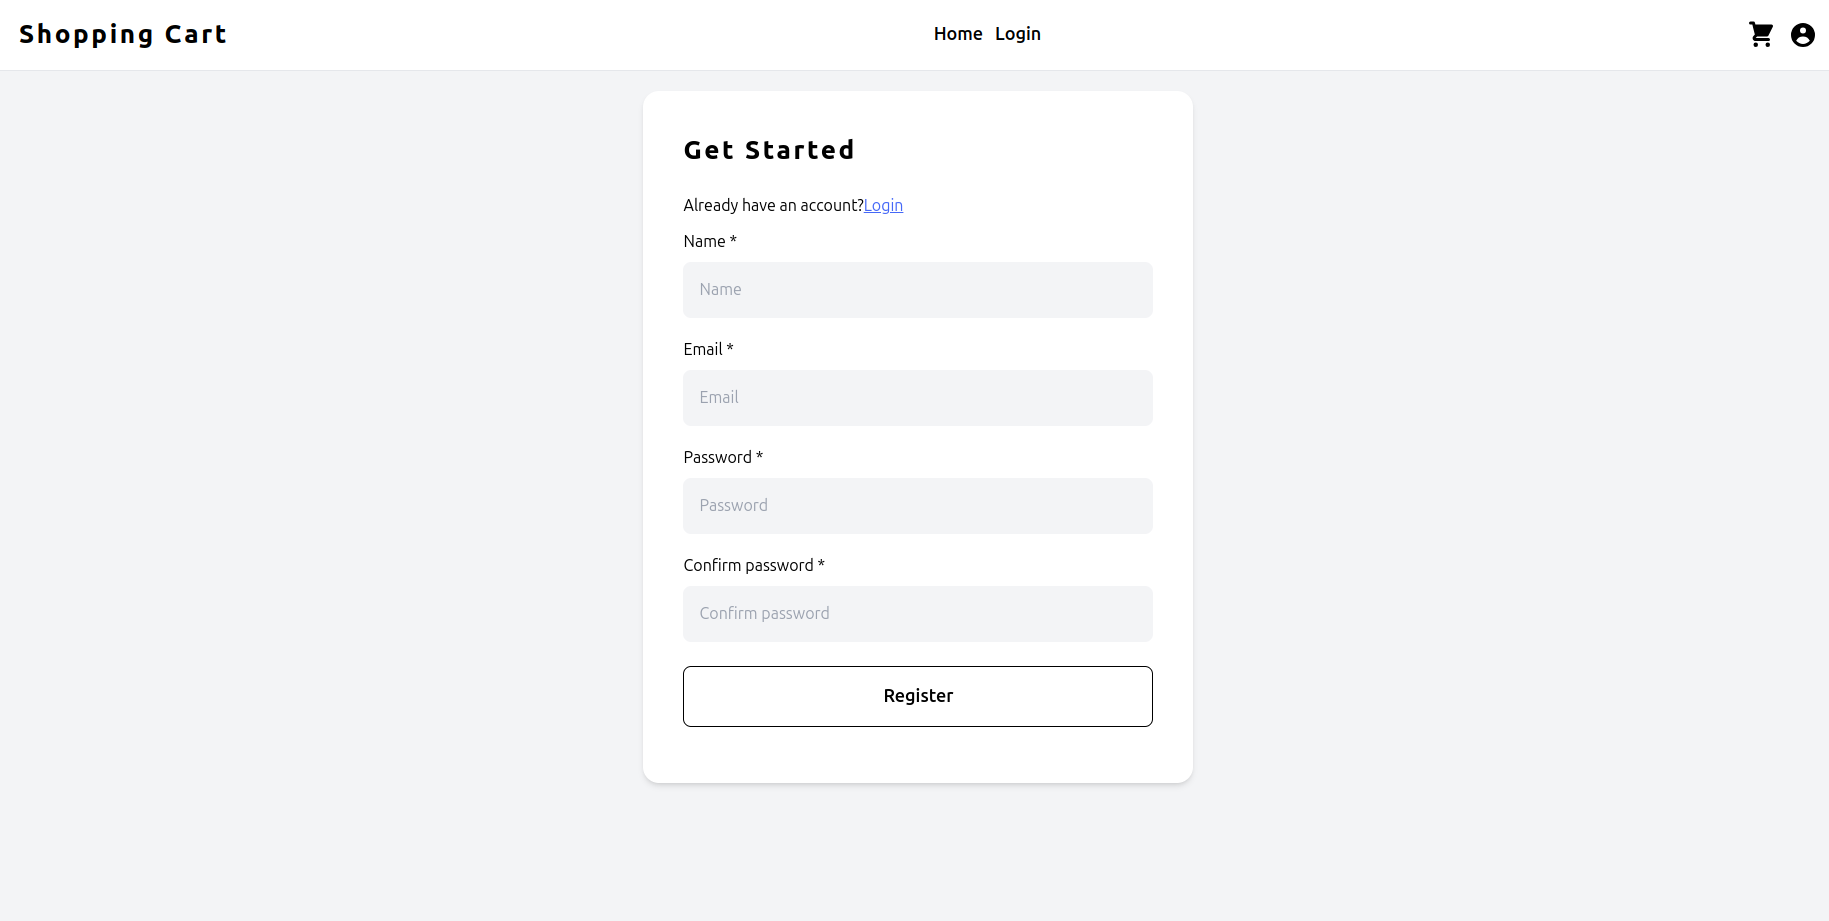 Shopping Cart
Home Login
Get Started
Already have an account?Login
Name *
Name
Email *
Email
Password *
Password
Confirm password *
Confirm password
Register